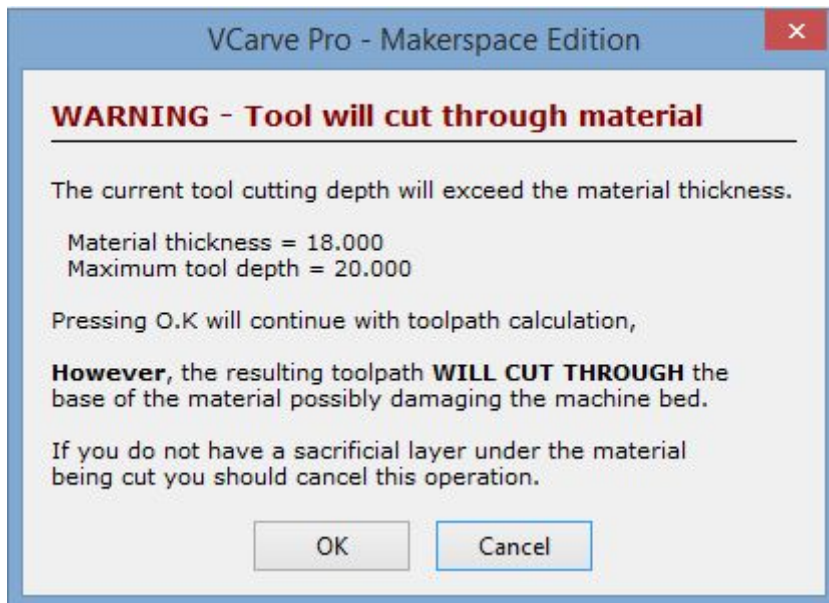 VCarve Pro - Makerspace Edition
WARNING - Tool will cut through material
The current tool cutting depth will exceed the material thickness.
Material thickness = 18.000
Maximum tool depth = 20.000
Pressing O.K will continue with toolpath calculation,
However, the resulting toolpath WILL CUT THROUGH the
base of the material possibly damaging the machine bed.
If you do not have a sacrificial layer under the material
being cut you should cancel this operation.
OK
Cancel